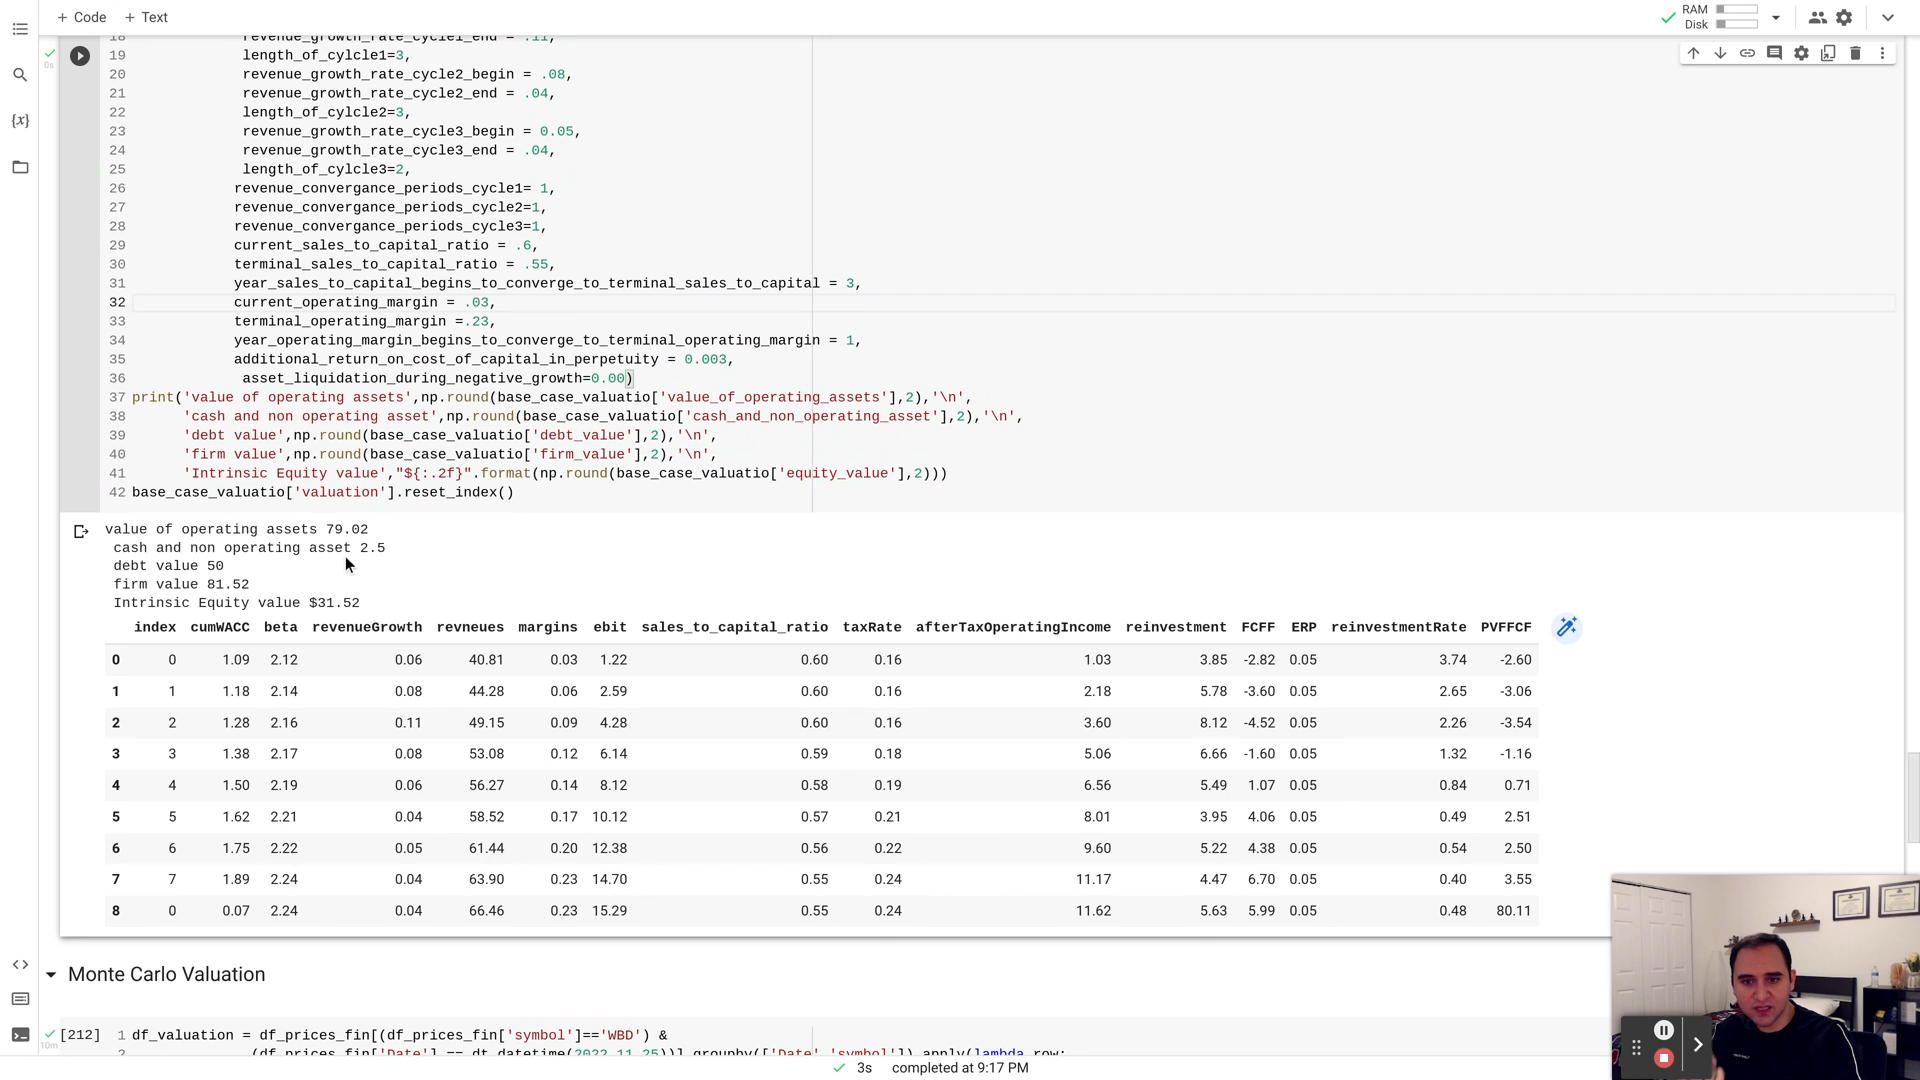 + Code + Text
RAM
Disk
18 revenue_growth_rate_cycle1_end = .11,
19 length_of_cylcle1=3,
20 revenue_growth_rate_cycle2_begin = .08,
21 revenue_growth_rate_cycle2_end = .04,
22 length_of_cylcle2=3,
23 revenue_growth_rate_cycle3_begin = 0.05,
24 revenue_growth_rate_cycle3_end = .04,
25 length_of_cylcle3=2,
26 revenue_convergance_periods_cycle1= 1,
27 revenue_convergance_periods_cycle2=1,
28 revenue_convergance_periods_cycle3=1,
29 current_sales_to_capital_ratio = .6,
30 terminal_sales_to_capital_ratio = .55,
31 year_sales_to_capital_begins_to_converge_to_terminal_sales_to_capital = 3,
32 current_operating_margin = .03,
33 terminal_operating_margin =.23,
34 year_operating_margin_begins_to_converge_to_terminal_operating_margin = 1,
35 additional_return_on_cost_of_capital_in_perpetuity = 0.003,
36 asset_liquidation_during_negative_growth=0.00)
37 print('value of operating assets',np.round(base_case_valuatio['value_of_operating_assets'],2),'\n',
38 'cash and non operating asset',np.round(base_case_valuatio['cash_and_non_operating_asset'],2),'\n',
39 'debt value',np.round(base_case_valuatio['debt_value'],2),'\n',
40 'firm value',np.round(base_case_valuatio['firm_value'],2),'\n',
41 'Intrinsic Equity value',"${:.2f}".format(np.round(base_case_valuatio['equity_value'],2)))
42 base_case_valuatio['valuation'].reset_index()
0s
{x}
value of operating assets 79.02
cash and non operating asset 2.5
debt value 50
firm value 81.52
Intrinsic Equity value $31.52
index cumWACC beta revenueGrowth revneues margins ebit sales_to_capital_ratio taxRate afterTaxOperatingIncome reinvestment FCFF ERP reinvestmentRate PVFFCF
0 0 1.09 2.12 0.06 40.81 0.03 1.22 0.60 0.16 1.03 3.85 -2.82 0.05 3.74 -2.60
1 1 1.18 2.14 0.08 44.28 0.06 2.59 0.60 0.16 2.18 5.78 -3.60 0.05 2.65 -3.06
2 2 1.28 2.16 0.11 49.15 0.09 4.28 0.60 0.16 3.60 8.12 -4.52 0.05 2.26 -3.54
3 3 1.38 2.17 0.08 53.08 0.12 6.14 0.59 0.18 5.06 6.66 -1.60 0.05 1.32 -1.16
4 4 1.50 2.19 0.06 56.27 0.14 8.12 0.58 0.19 6.56 5.49 1.07 0.05 0.84 0.71
5 5 1.62 2.21 0.04 58.52 0.17 10.12 0.57 0.21 8.01 3.95 4.06 0.05 0.49 2.51
6 6 1.75 2.22 0.05 61.44 0.20 12.38 0.56 0.22 9.60 5.22 4.38 0.05 0.54 2.50
7 7 1.89 2.24 0.04 63.90 0.23 14.70 0.55 0.24 11.17 4.47 6.70 0.05 0.40 3.55
8 0 0.07 2.24 0.04 66.46 0.23 15.29 0.55 0.24 11.62 5.63 5.99 0.05 0.48 80.11
Monte Carlo Valuation
[212] 1 df_valuation = df_prices_fin[(df_prices_fin['symbol']=='WBD') &
10m
2 (df_prices_fin['Date'] == dt.datetime(2022,11,25))].groupby(['Date','symbol']).apply(lambda row:
3s completed at 9:17 PM